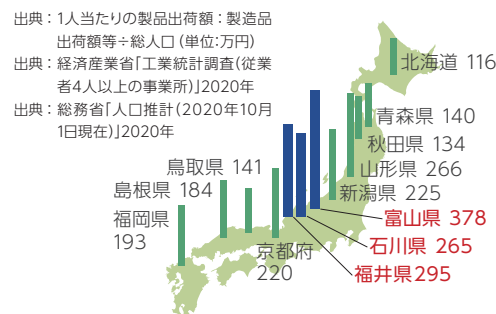 出典：1人当たりの製品出荷額：製造品
出荷額等÷総人口（単位:万円）
出典：経済産業省「工業統計調査（従業
者4人以上の事業所）」2020年
出典：総務省「人口推計（2020年10月
1日現在）」2020年
北海道 116
青森県 140
秋田県 134
山形県 266
新潟県 225
富山県 378
石川県 265
福井県295
京都府
220
鳥取県 141
島根県 184
福岡県
193